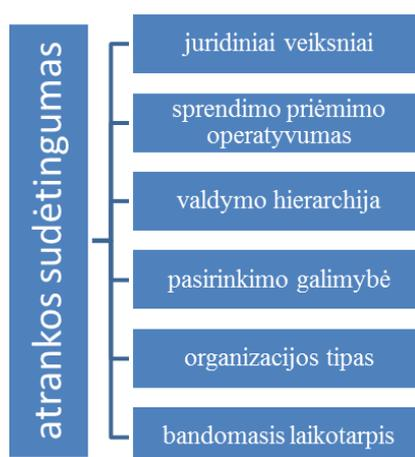 atrankos sudėtingumas
juridiniai veiksniai
sprendimo priėmimo
operatyvumas
valdymo hierarchija
pasirinkimo galimybė
organizacijos tipas
bandomasis laikotarpis